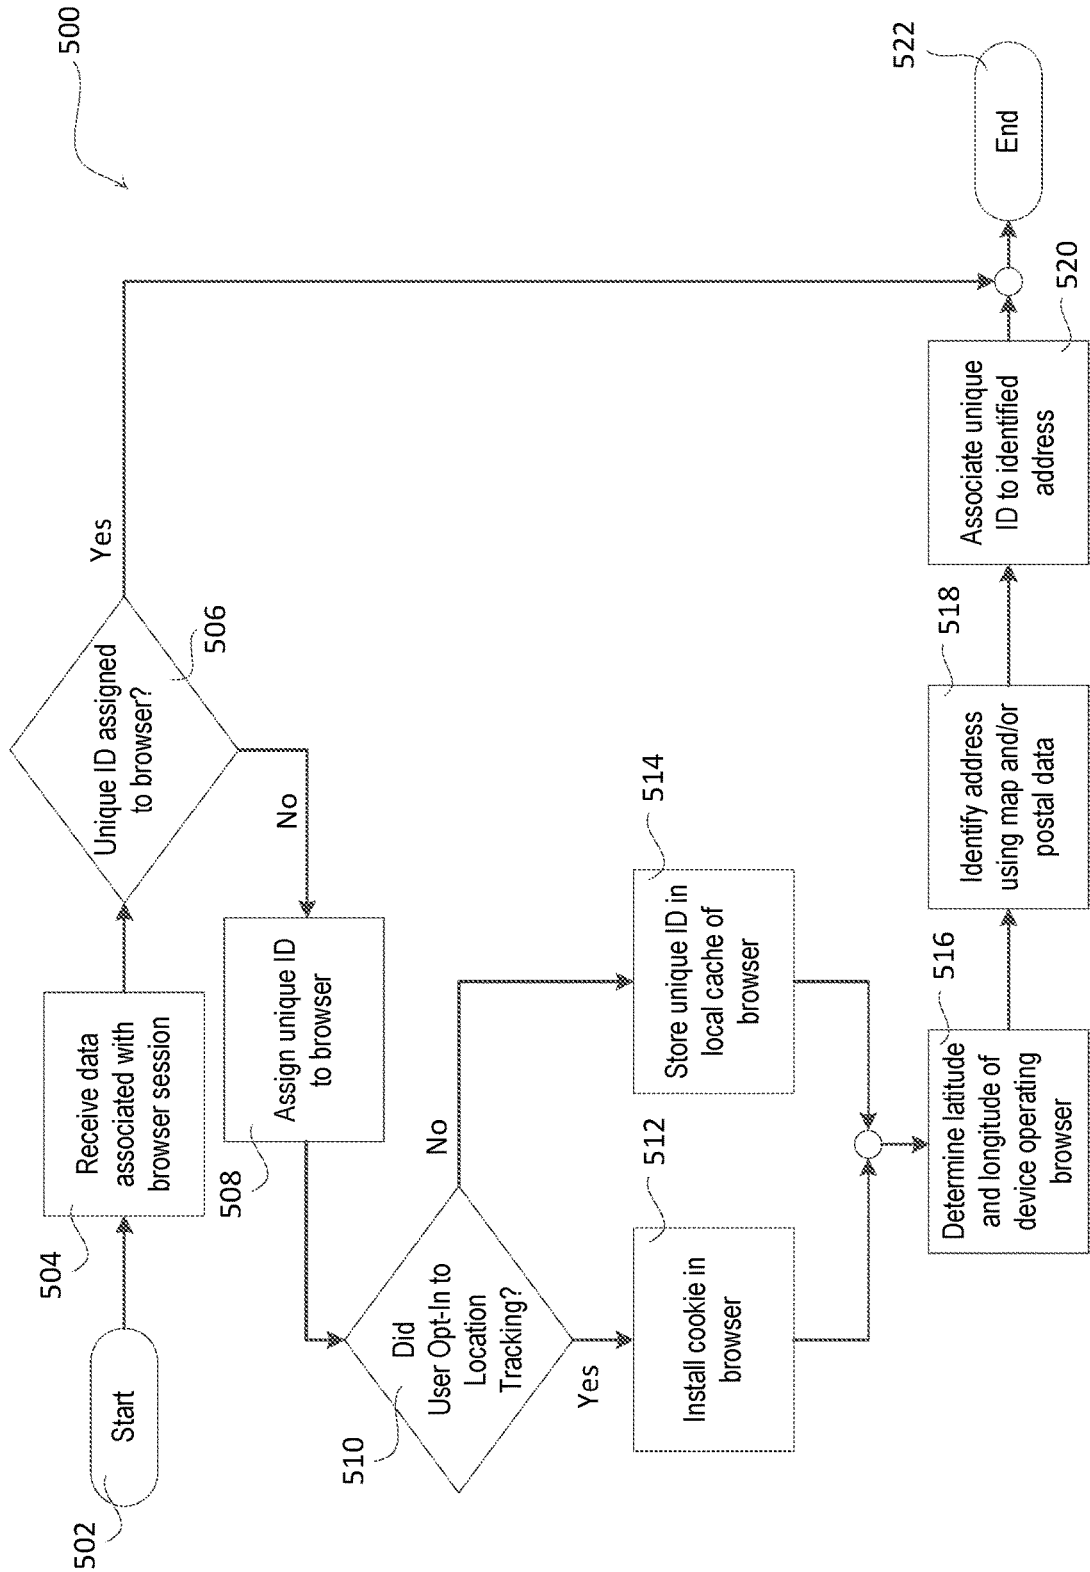 500
502
Start
504
Receive data
associated with
browser session
Unique ID assigned
to browser?
506
Yes
No
508
Assign unique ID
to browser
510
Did
User Opt-In to
Location
Tracking?
Yes
No
512
Install cookie in
browser
514
Store unique ID in
local cache of
browser
516
Determine latitude
and longitude of
device operating
browser
518
Identify address
using map and/or
postal data
520
Associate unique
ID to identified
address
522
End